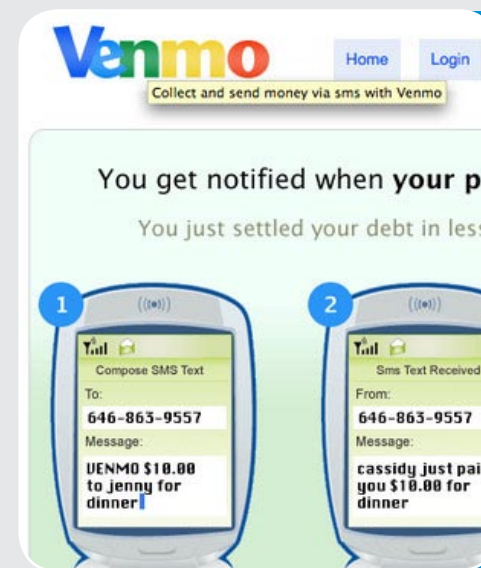 Venmo
Home Login
Collect and send money via sms with Venmo
You get notified when your p
You just settled your debt in less
1
Compose SMS Text
To:
646-863-9557
Message:
VENMO $10.00
to jenny for
dinner
2
Sms Text Received
From:
646-863-9557
Message:
cassidy just pai
you $10.00 for
dinner